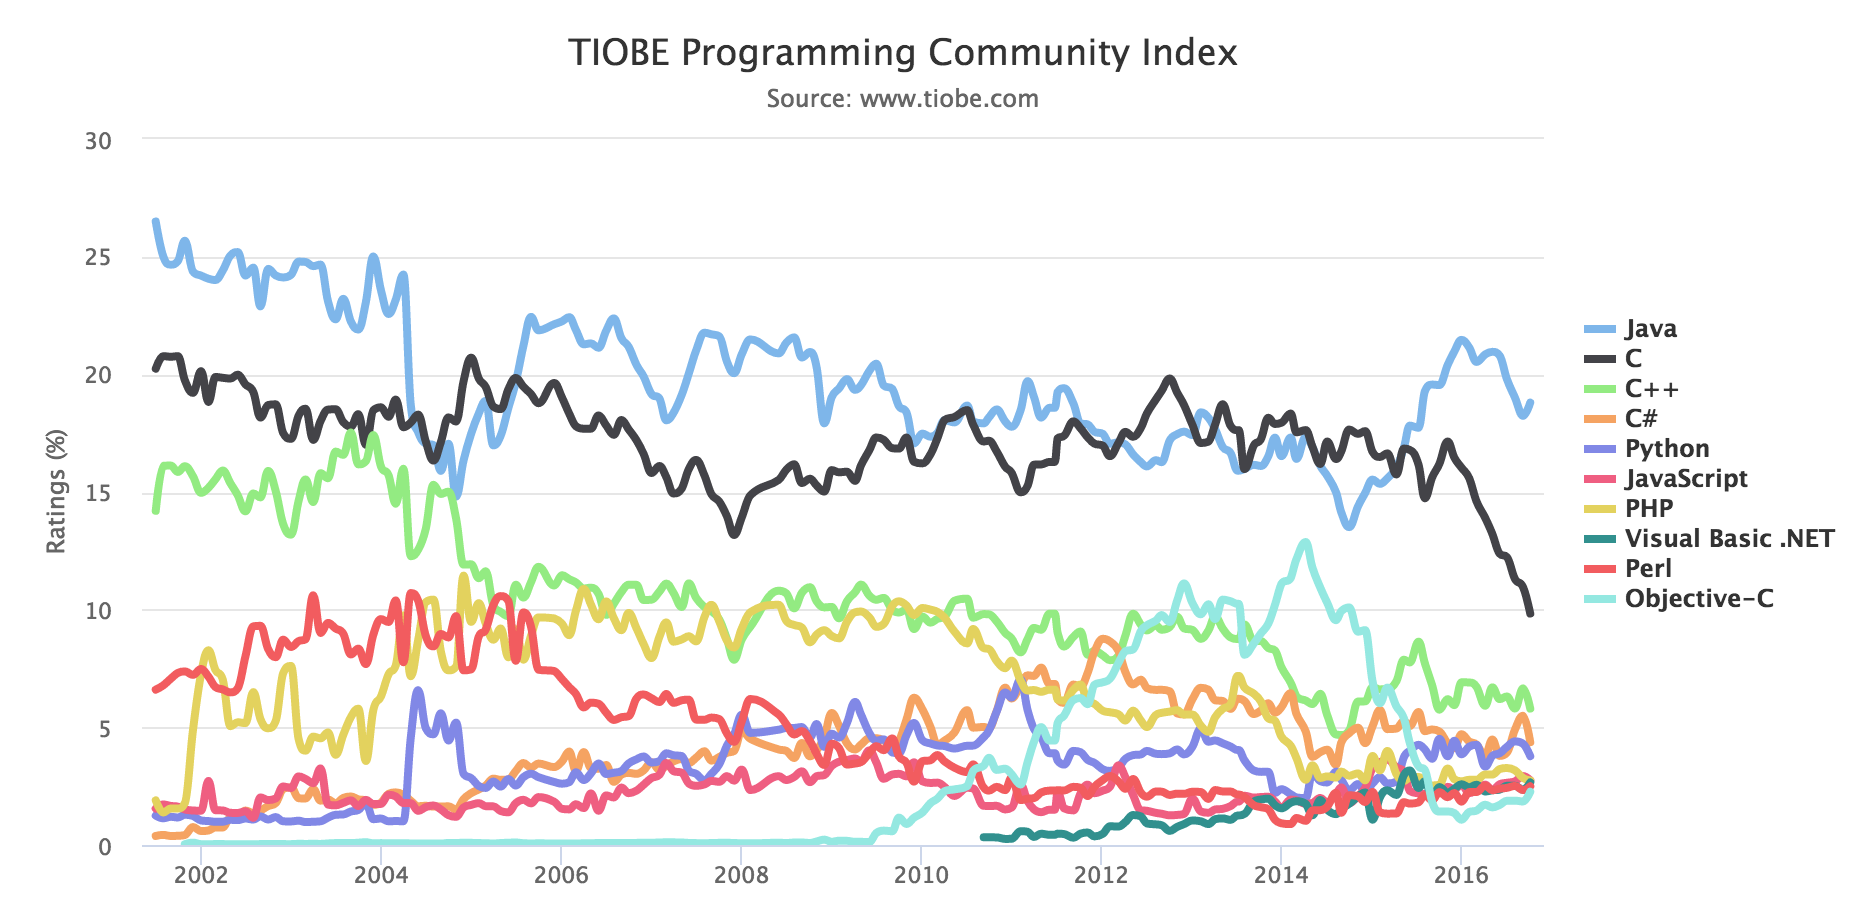 TIOBE Programming Community Index
Source: www.tiobe.com
Ratings (%)
30
25
20
15
10
5
0
2002 2004 2006 2008 2010 2012 2014 2016
Java
C
C++
C#
Python
JavaScript
PHP
Visual Basic .NET
Perl
Objective-C